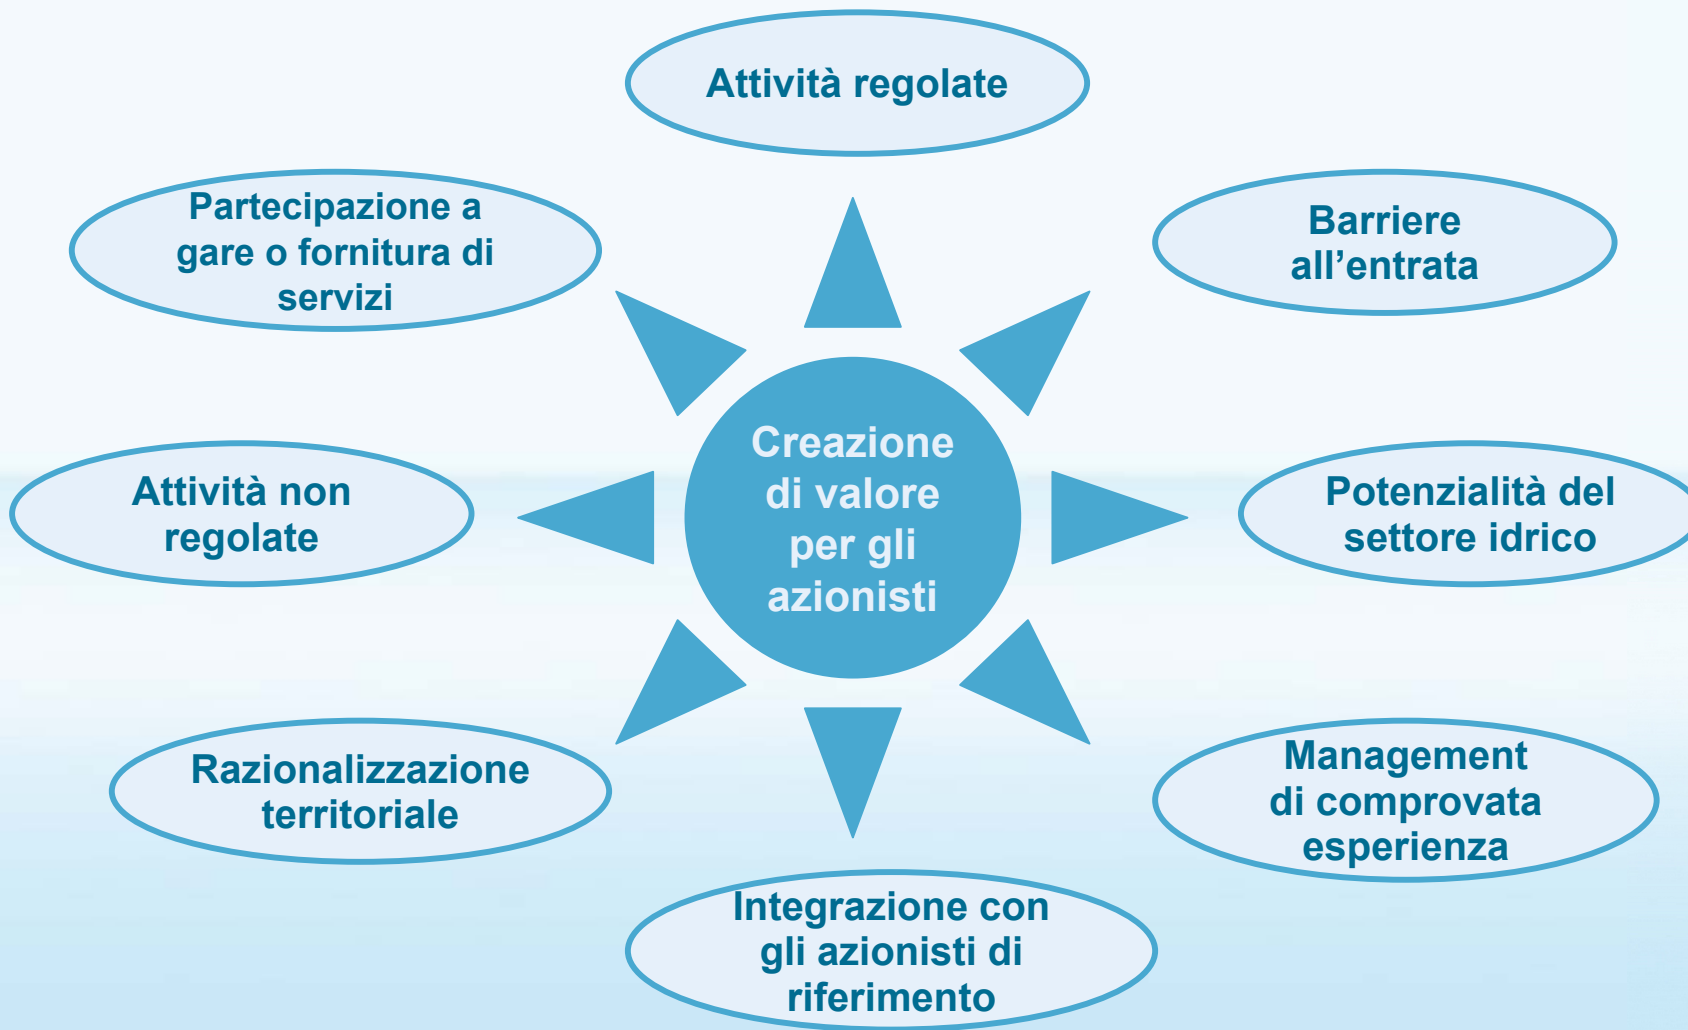 Attività regolate
Partecipazione a
gare o fornitura di
servizi
Barriere
all’entrata
Creazione
di valore
per gli
azionisti
Attività non
regolate
Potenzialità del
settore idrico
Razionalizzazione
territoriale
Management
di comprovata
esperienza
Integrazione con
gli azionisti di
riferimento